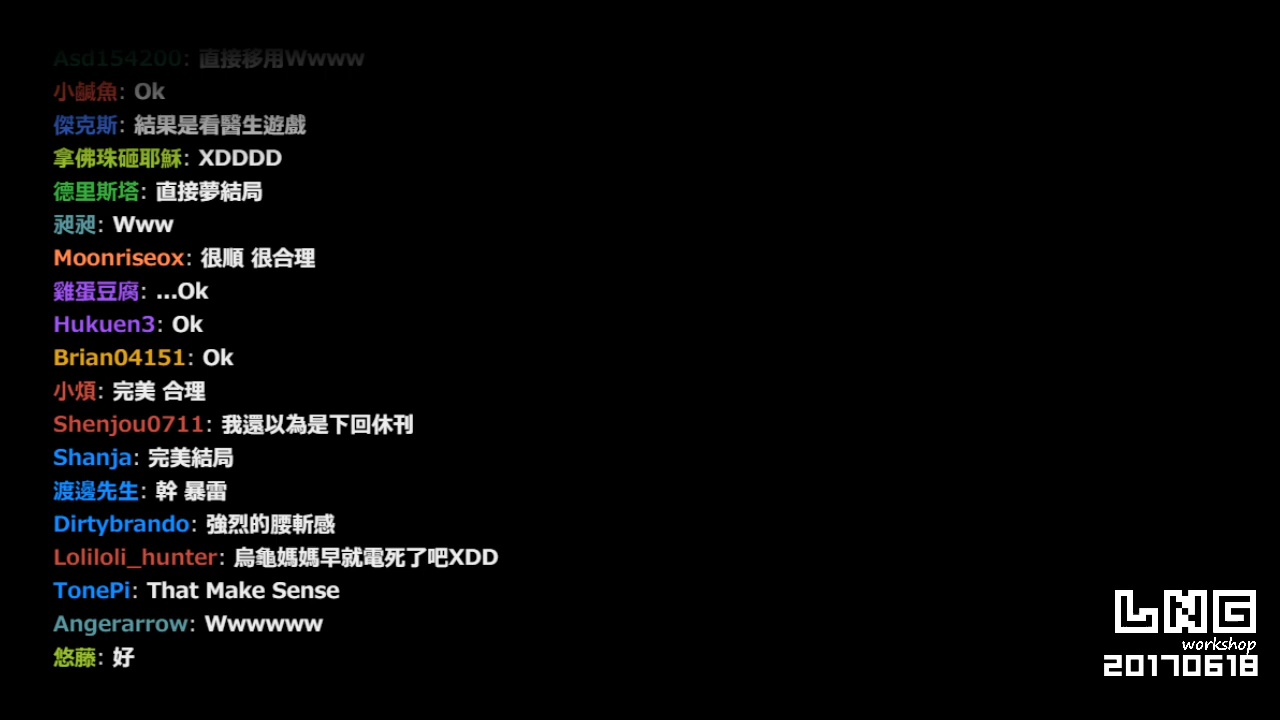 Asd154200: 直接移用Wwww
小鹹魚: Ok
傑克斯: 結果是看醫生遊戲
拿佛珠砸耶穌: XDDDD
德里斯塔: 直接夢結局
昶昶: Www
Moonriseox: 很順 很合理
雞蛋豆腐: ...Ok
Hukuen3: Ok
Brian04151: Ok
小煩: 完美 合理
Shenjou0711: 我還以為是下回休刊
Shanja: 完美結局
渡邊先生: 幹 暴雷
Dirtybrando: 強烈的腰斬感
Loliloli_hunter: 烏龜媽媽早就電死了吧XDD
TonePi: That Make Sense
Angerarrow: Wwwwww
悠藤: 好
LNG
workshop
20170618